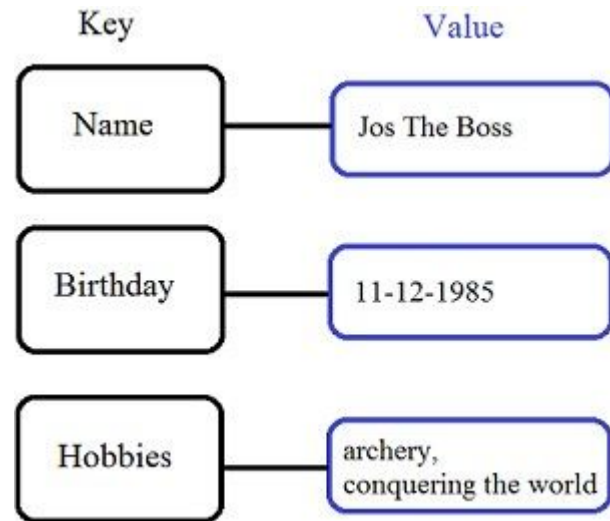 Key Value
Name Jos The Boss
Birthday 11-12-1985
Hobbies archery,
conquering the world